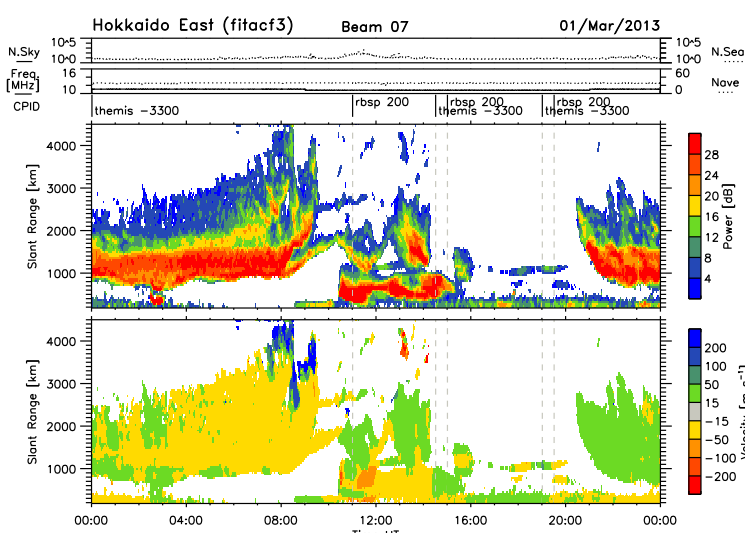 Hokkaido East (fitacf3) Beam 07 01/Mar/2013
N.Sky 10^5 10^0 10^5 10^0 N.Sea
Freq. [MHz] 16 10 60 0 Nave
CPID themis -3300 rbsp 200 themis -3300 rbsp 200 themis -3300 rbsp 200
Slant Range [km] 4000 3000 2000 1000
28 24 20 16 12 8 4 Power [dB]
Slant Range [km] 4000 3000 2000 1000
200 100 50 15 -15 -50 -100 -200
00:00 04:00 08:00 12:00 16:00 20:00 00:00